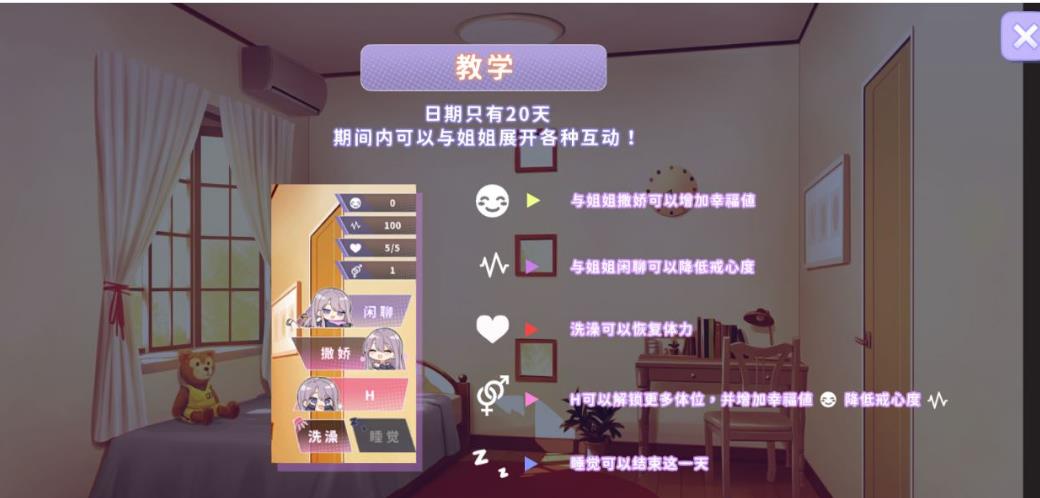 教学
日期只有20天
期间内可以与姐姐展开各种互动！
0
100
5/5
1
闲聊
撒娇
H
洗澡
睡觉
与姐姐撒娇可以增加幸福値
与姐姐闲聊可以降低戒心度
洗澡可以恢复体力
H可以解锁更多体位，并增加幸福値 降低戒心度
睡觉可以结束这一天